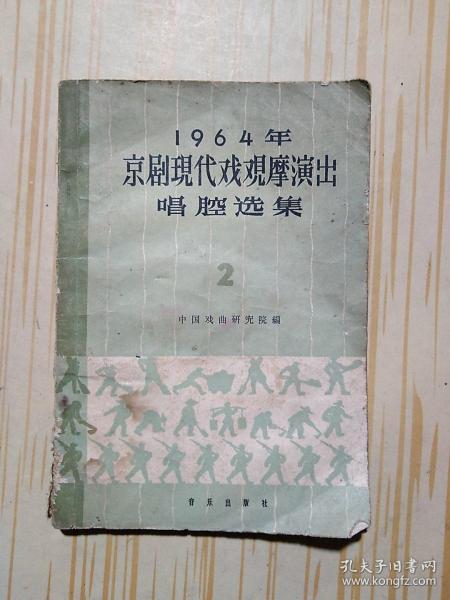 1964年
京剧現代戏观摩演出
唱腔选集
2
中国戏曲研究院編
音乐出版社
孔夫子旧书网
www.kongfz.com